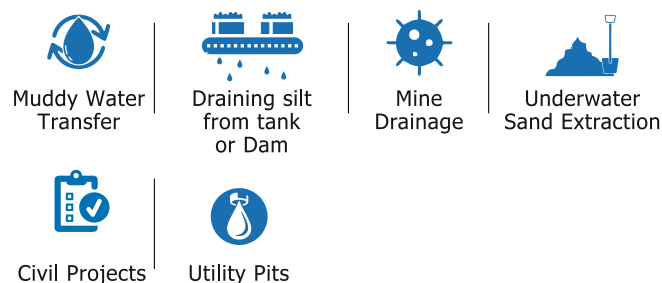 Muddy Water
Transfer
Draining silt
from tank
or Dam
Mine
Drainage
Underwater
Sand Extraction
Civil Projects
Utility Pits